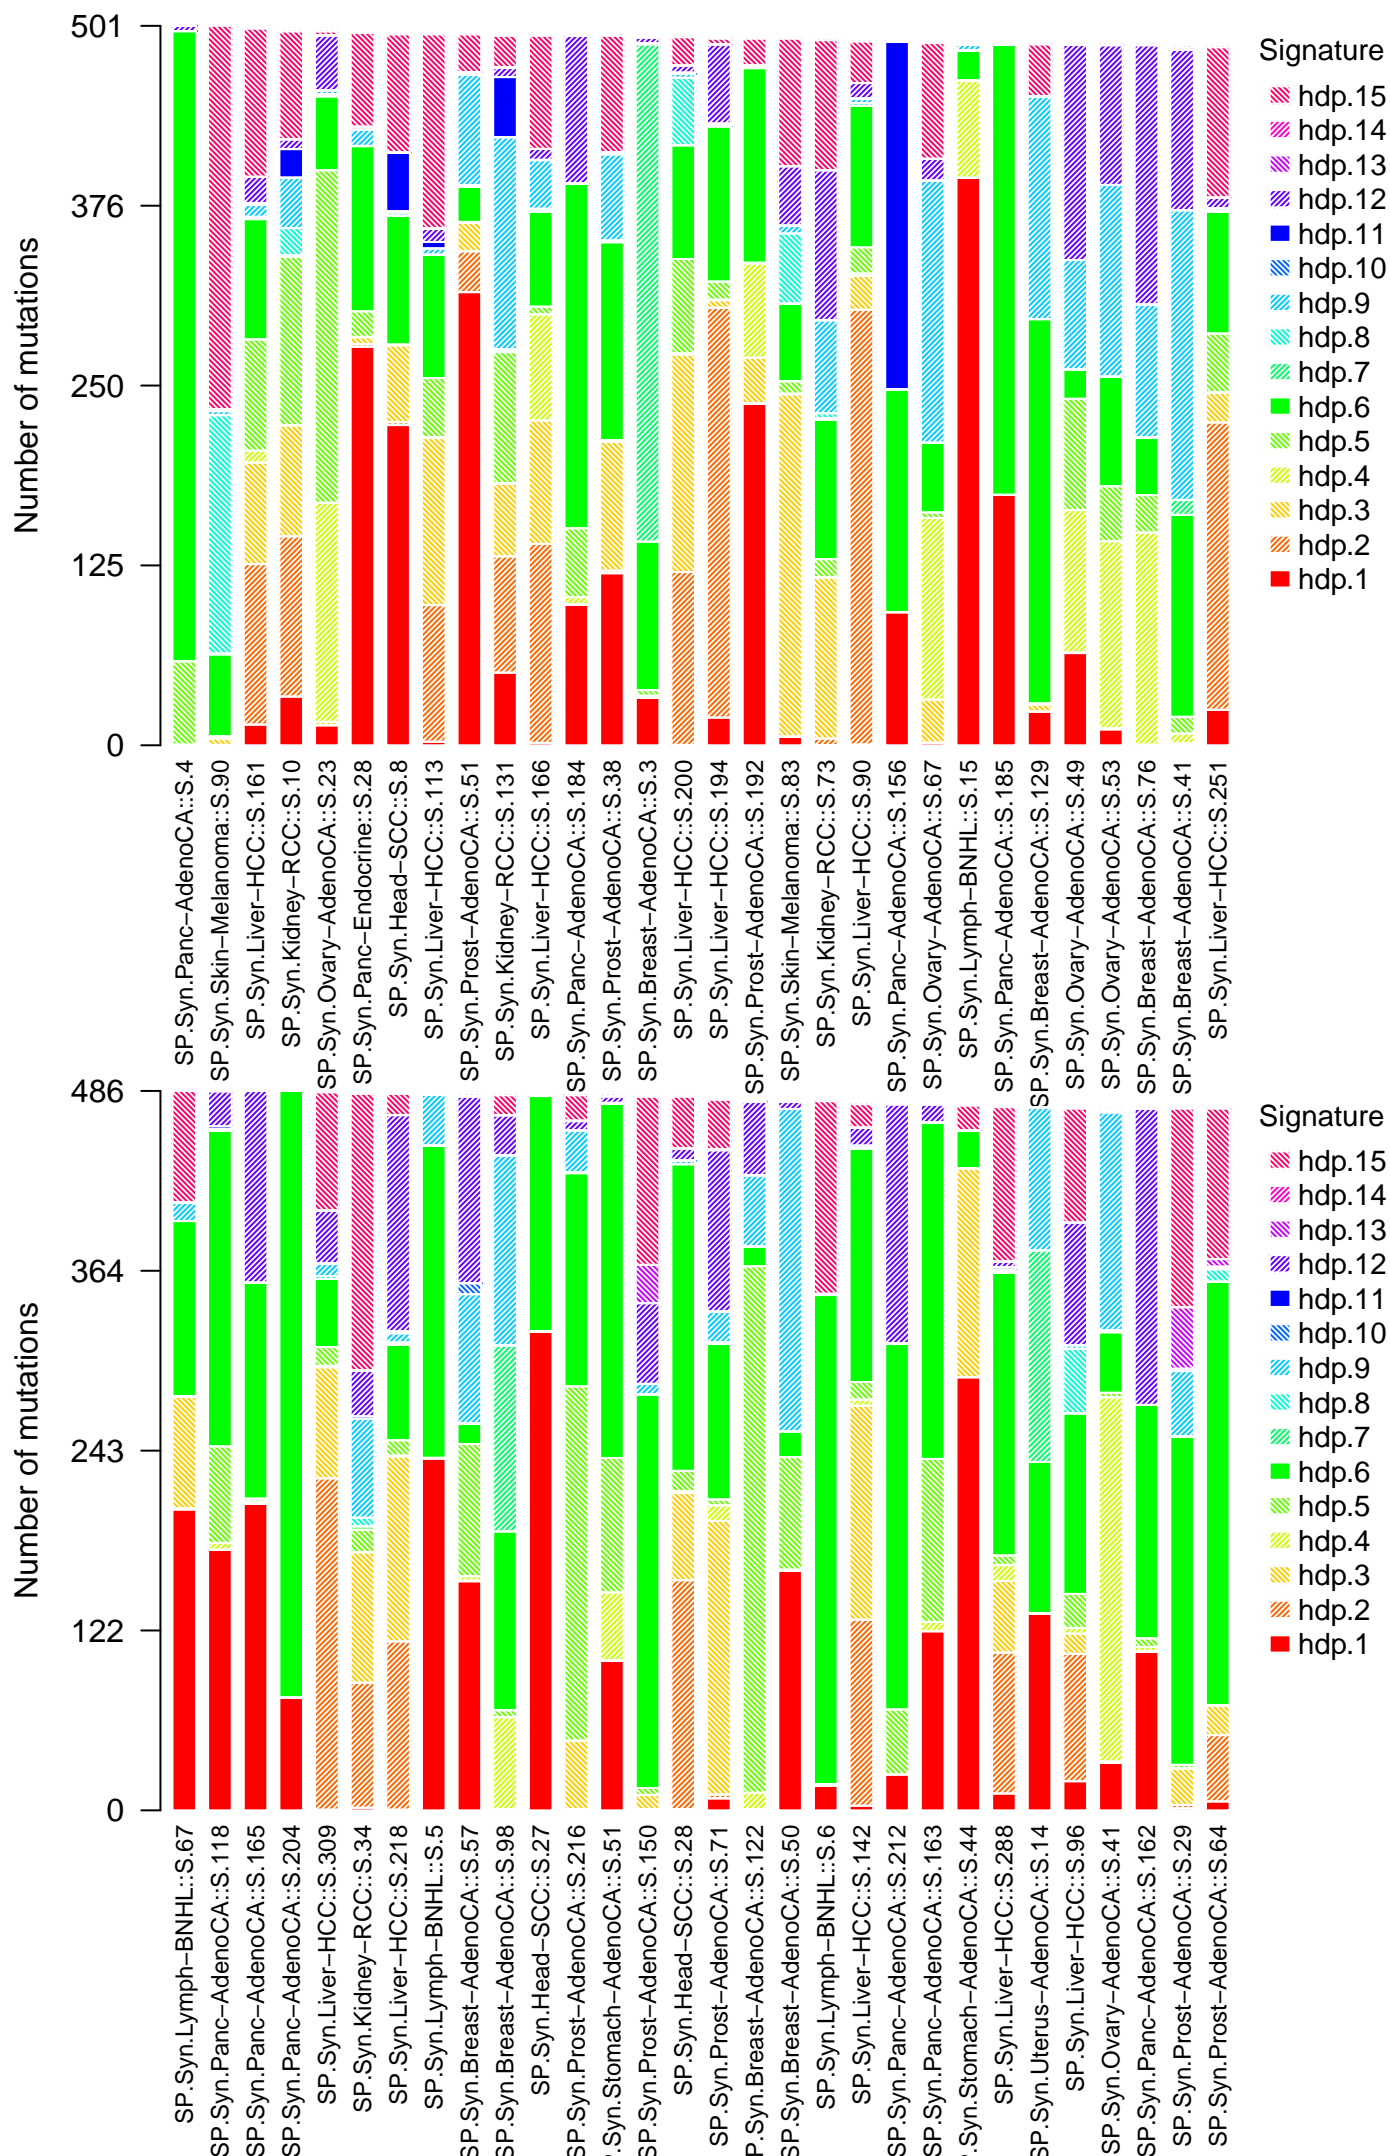 Number of mutations
501
376
250
125
0
Signature
hdp.15
hdp.14
hdp.13
hdp.12
hdp.11
hdp.10
hdp.9
hdp.8
hdp.7
hdp.6
hdp.5
hdp.4
hdp.3
hdp.2
hdp.1
SP.Syn.Panc−AdenoCA::S.4
SP.Syn.Skin−Melanoma::S.90
SP.Syn.Liver−HCC::S.161
SP.Syn.Kidney−RCC::S.10
SP.Syn.Ovary−AdenoCA::S.23
SP.Syn.Panc−Endocrine::S.28
SP.Syn.Head−SCC::S.8
SP.Syn.Liver−HCC::S.113
SP.Syn.Prost−AdenoCA::S.51
SP.Syn.Kidney−RCC::S.131
SP.Syn.Liver−HCC::S.166
SP.Syn.Panc−AdenoCA::S.184
SP.Syn.Prost−AdenoCA::S.38
SP.Syn.Breast−AdenoCA::S.3
SP.Syn.Liver−HCC::S.200
SP.Syn.Liver−HCC::S.194
SP.Syn.Prost−AdenoCA::S.192
SP.Syn.Skin−Melanoma::S.83
SP.Syn.Kidney−RCC::S.73
SP.Syn.Liver−HCC::S.90
SP.Syn.Panc−AdenoCA::S.156
SP.Syn.Ovary−AdenoCA::S.67
SP.Syn.Lymph−BNHL::S.15
SP.Syn.Panc−AdenoCA::S.185
SP.Syn.Breast−AdenoCA::S.129
SP.Syn.Ovary−AdenoCA::S.49
SP.Syn.Ovary−AdenoCA::S.53
SP.Syn.Breast−AdenoCA::S.76
SP.Syn.Breast−AdenoCA::S.41
SP.Syn.Liver−HCC::S.251
Number of mutations
486
364
243
122
0
Signature
hdp.15
hdp.14
hdp.13
hdp.12
hdp.11
hdp.10
hdp.9
hdp.8
hdp.7
hdp.6
hdp.5
hdp.4
hdp.3
hdp.2
hdp.1
SP.Syn.Lymph−BNHL::S.67
SP.Syn.Panc−AdenoCA::S.118
SP.Syn.Panc−AdenoCA::S.165
SP.Syn.Panc−AdenoCA::S.204
SP.Syn.Liver−HCC::S.309
SP.Syn.Kidney−RCC::S.34
SP.Syn.Liver−HCC::S.218
SP.Syn.Lymph−BNHL::S.5
SP.Syn.Breast−AdenoCA::S.57
SP.Syn.Breast−AdenoCA::S.98
SP.Syn.Head−SCC::S.27
SP.Syn.Prost−AdenoCA::S.216
P.Syn.Stomach−AdenoCA::S.51
SP.Syn.Prost−AdenoCA::S.150
SP.Syn.Head−SCC::S.28
SP.Syn.Prost−AdenoCA::S.71
SP.Syn.Breast−AdenoCA::S.122
SP.Syn.Breast−AdenoCA::S.50
SP.Syn.Lymph−BNHL::S.6
SP.Syn.Liver−HCC::S.142
SP.Syn.Panc−AdenoCA::S.212
SP.Syn.Panc−AdenoCA::S.163
P.Syn.Stomach−AdenoCA::S.44
SP.Syn.Liver−HCC::S.288
SP.Syn.Uterus−AdenoCA::S.14
SP.Syn.Liver−HCC::S.96
SP.Syn.Ovary−AdenoCA::S.41
SP.Syn.Panc−AdenoCA::S.162
SP.Syn.Prost−AdenoCA::S.29
SP.Syn.Prost−AdenoCA::S.64